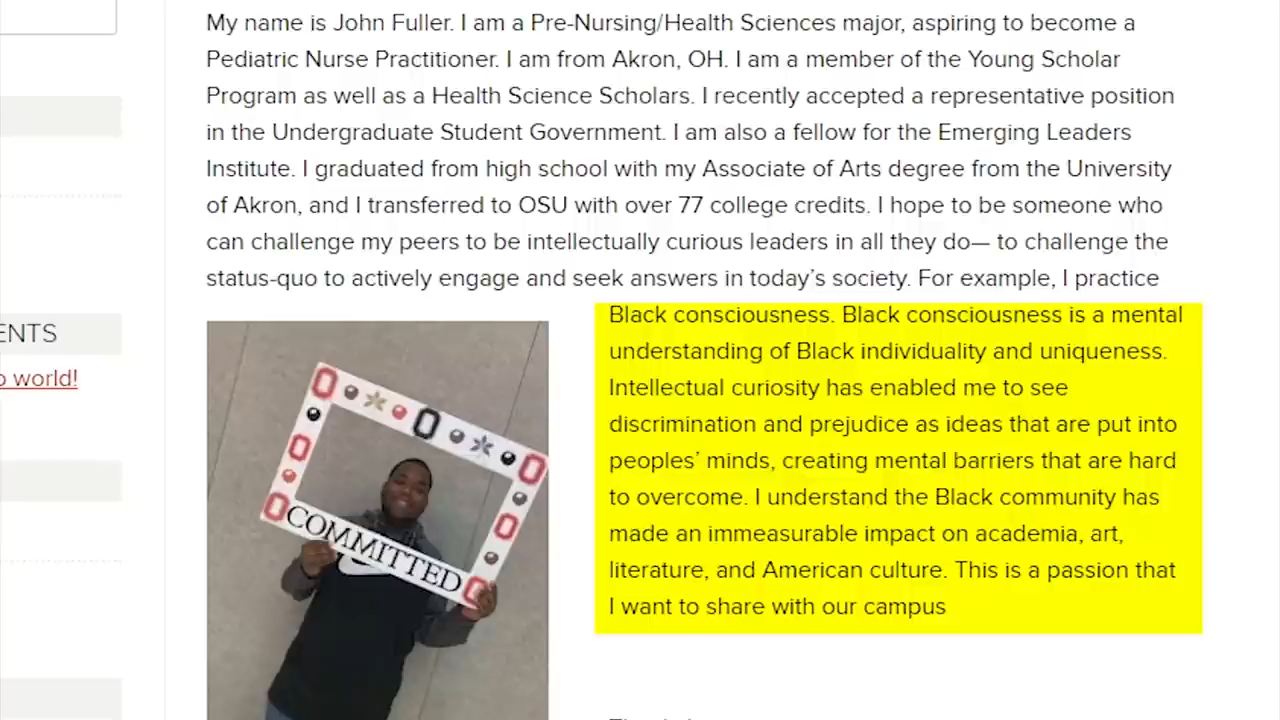 My name is John Fuller. I am a Pre-Nursing/Health Sciences major, aspiring to become a
Pediatric Nurse Practitioner. I am from Akron, OH. I am a member of the Young Scholar
Program as well as a Health Science Scholars. I recently accepted a representative position
in the Undergraduate Student Government. I am also a fellow for the Emerging Leaders
Institute. I graduated from high school with my Associate of Arts degree from the University
of Akron, and I transferred to OSU with over 77 college credits. I hope to be someone who
can challenge my peers to be intellectually curious leaders in all they do— to challenge the
status-quo to actively engage and seek answers in today’s society. For example, I practice
Black consciousness. Black consciousness is a mental
understanding of Black individuality and uniqueness.
Intellectual curiosity has enabled me to see
discrimination and prejudice as ideas that are put into
peoples’ minds, creating mental barriers that are hard
to overcome. I understand the Black community has
made an immeasurable impact on academia, art,
literature, and American culture. This is a passion that
I want to share with our campus
ENTS
o world!
COMMITTED